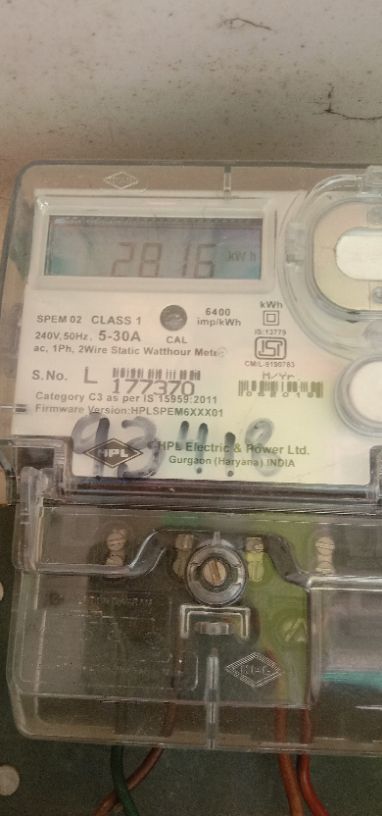 2816 kWh
SPEM 02 CLASS 1
240V, 50Hz. 5-30A
CAL
6400
imp/kWh
kWh
IS:13779
ac, 1Ph, 2Wire Static Watthour Meter
CM/L-9190783
S.No. L 177370
M/Yr
Category C3 as per IS 15959:2011
Firmware Version:HPLSPEM6XXX01
HPL
HPL Electric & Power Ltd.
Gurgaon (Haryana) INDIA